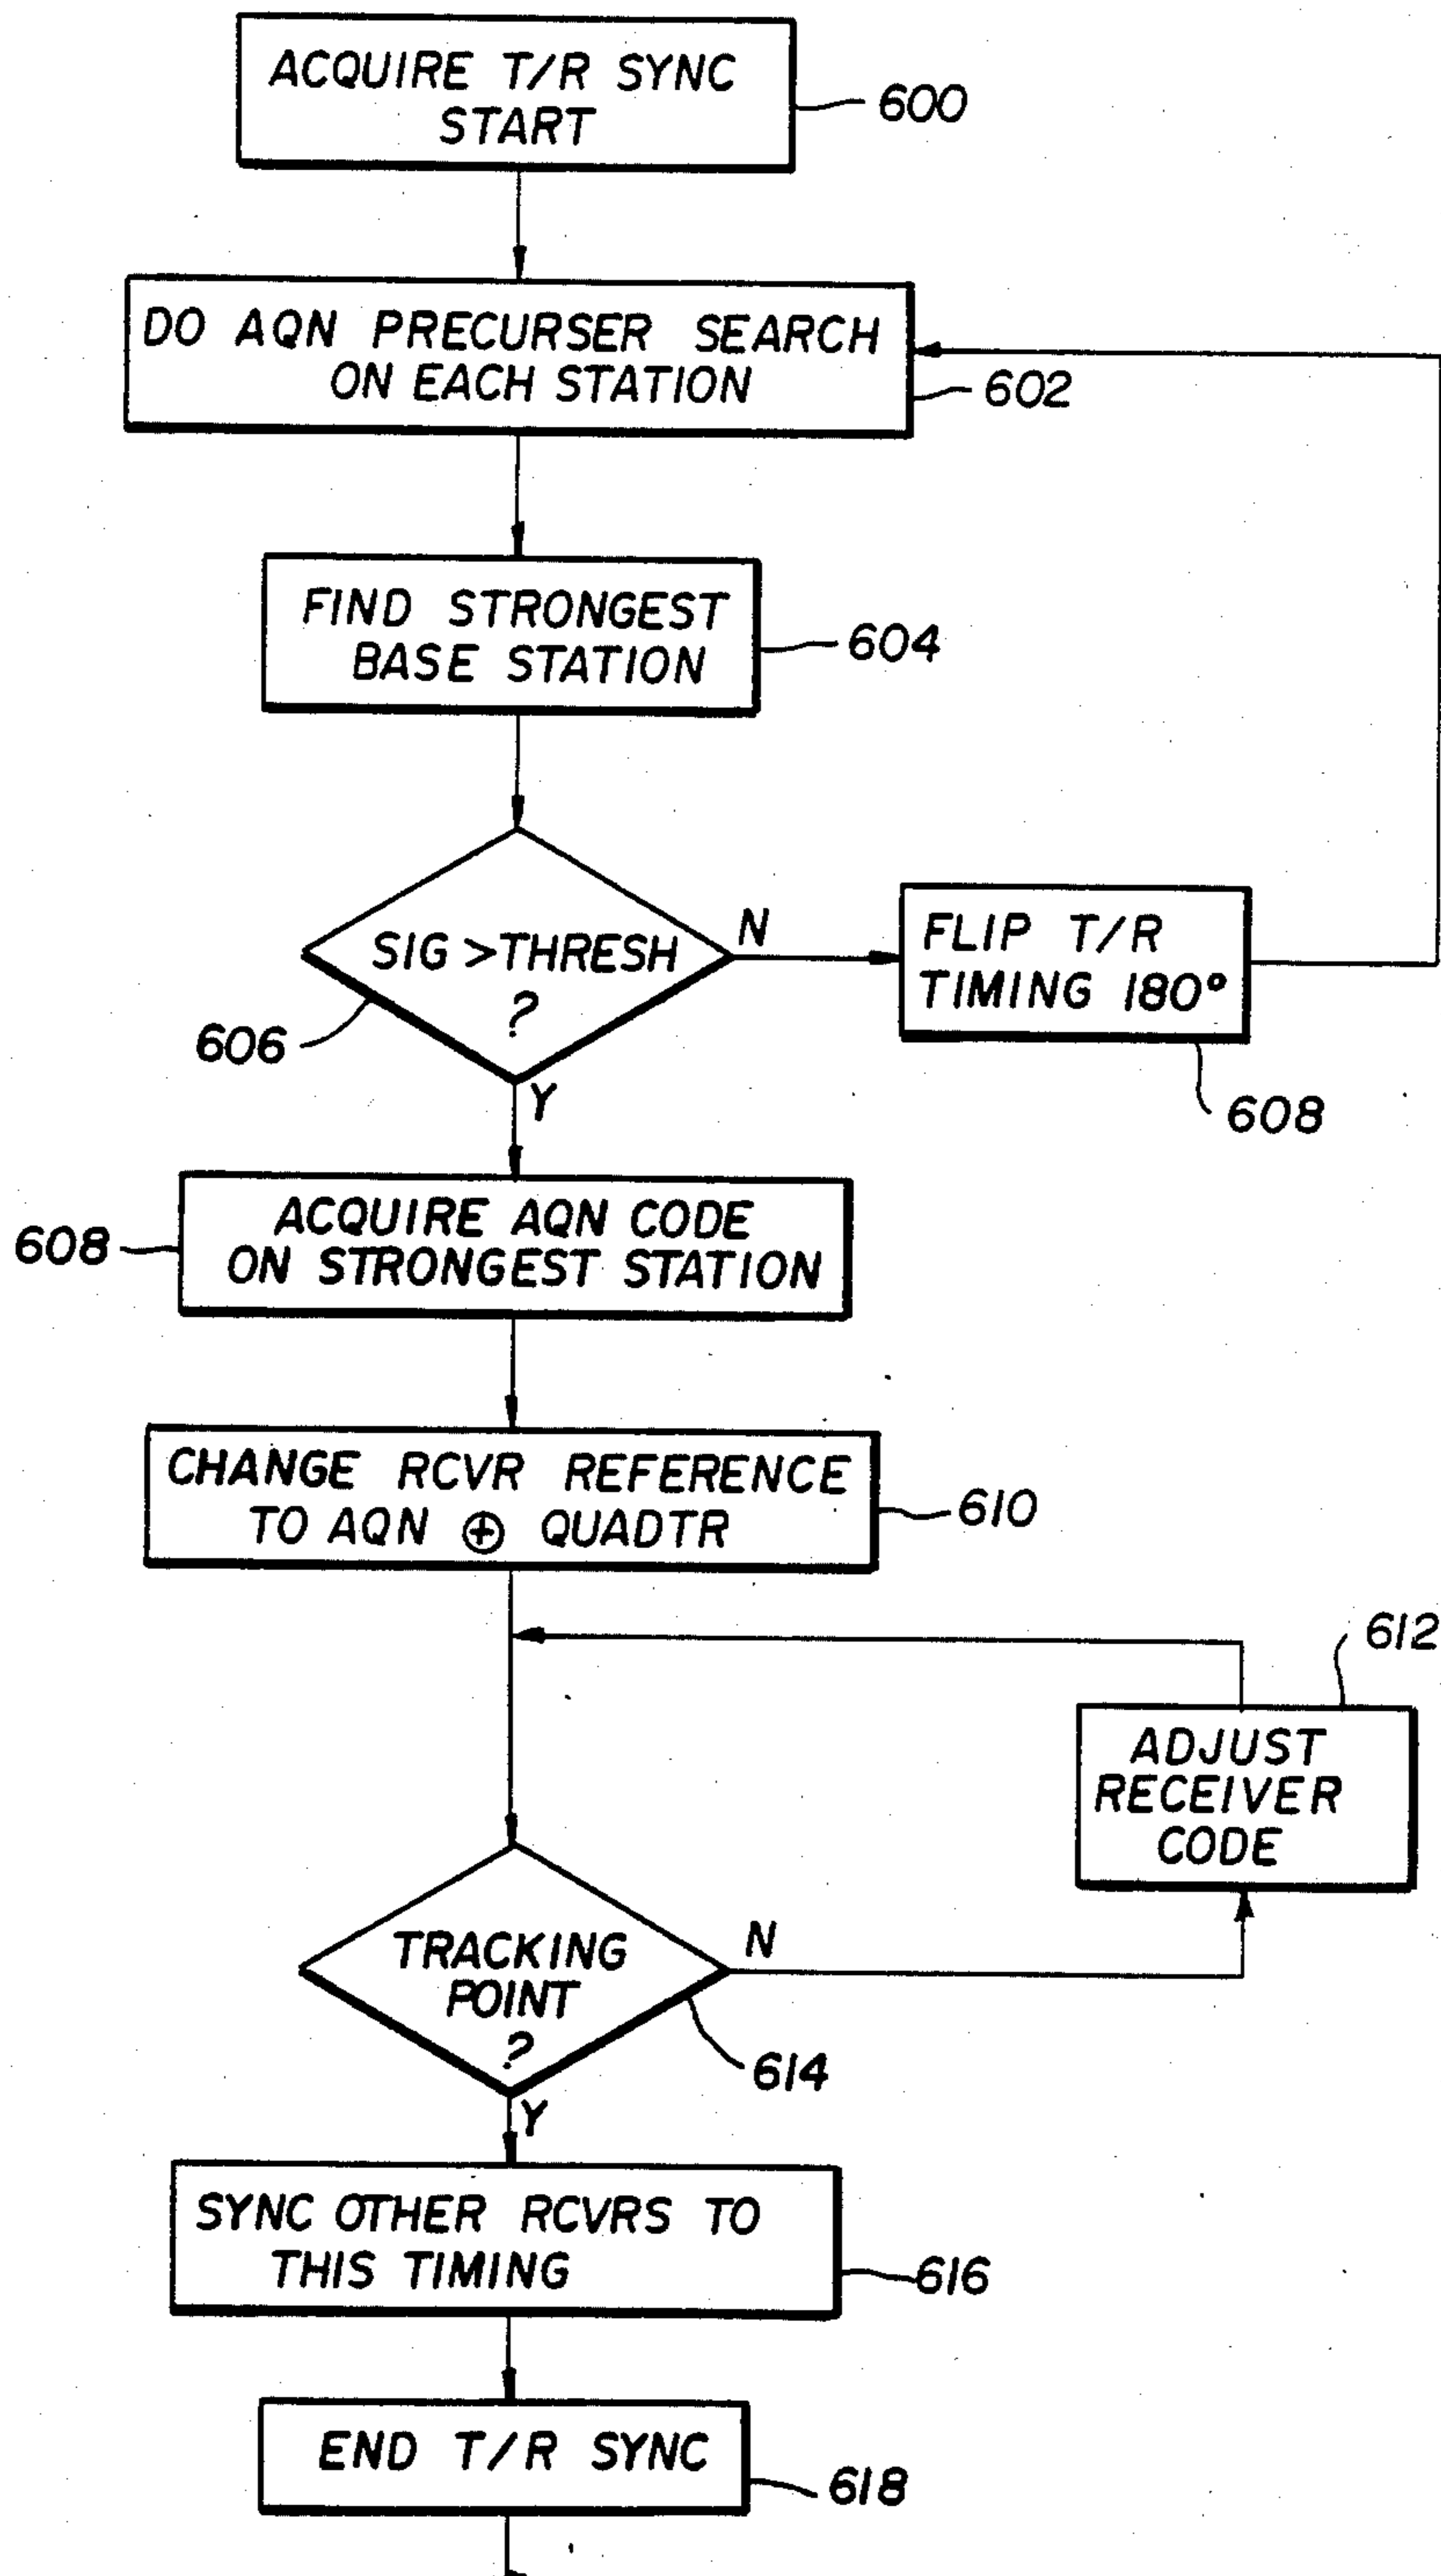 ACQUIRE T/R SYNC
START
600
DO AQN PRECURSER SEARCH
ON EACH STATION
602
FIND STRONGEST
BASE STATION
604
SIG >THRESH
?
606
N
Y
FLIP T/R
TIMING 180°
608
ACQUIRE AQN CODE
ON STRONGEST STATION
608
CHANGE RCVR REFERENCE
TO AQN ⊕ QUADTR
610
612
ADJUST
RECEIVER
CODE
TRACKING
POINT
?
N
614
Y
SYNC OTHER RCVRS TO
THIS TIMING
616
END T/R SYNC
618